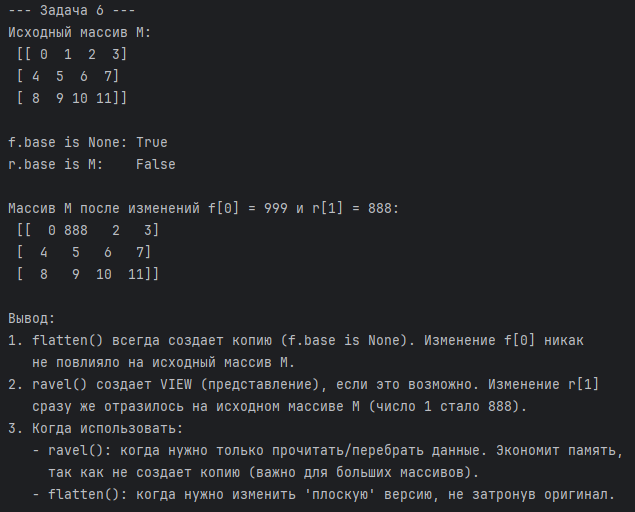 --- Задача 6 ---
Исходный массив M:
[[ 0  1  2  3]
[ 4  5  6  7]
[ 8  9 10 11]]
f.base is None: True
r.base is M:    False
Массив M после изменений f[0] = 999 и r[1] = 888:
[[  0 888   2   3]
[  4   5   6   7]
[  8   9  10  11]]
Вывод:
1. flatten() всегда создает копию (f.base is None). Изменение f[0] никак
не повлияло на исходный массив M.
2. ravel() создает VIEW (представление), если это возможно. Изменение r[1]
сразу же отразилось на исходном массиве M (число 1 стало 888).
3. Когда использовать:
- ravel(): когда нужно только прочитать/перебрать данные. Экономит память,
так как не создает копию (важно для больших массивов).
- flatten(): когда нужно изменить 'плоскую' версию, не затронув оригинал.